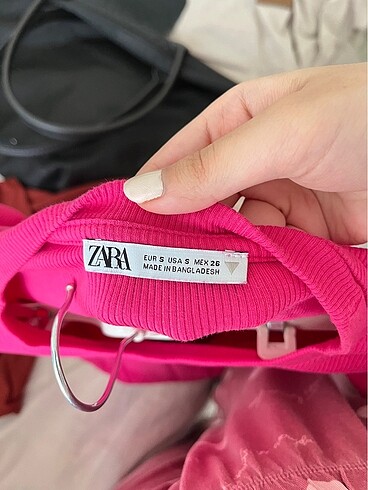 ZARA
EUR S USA S MEX 26
MADE IN BANGLADESH